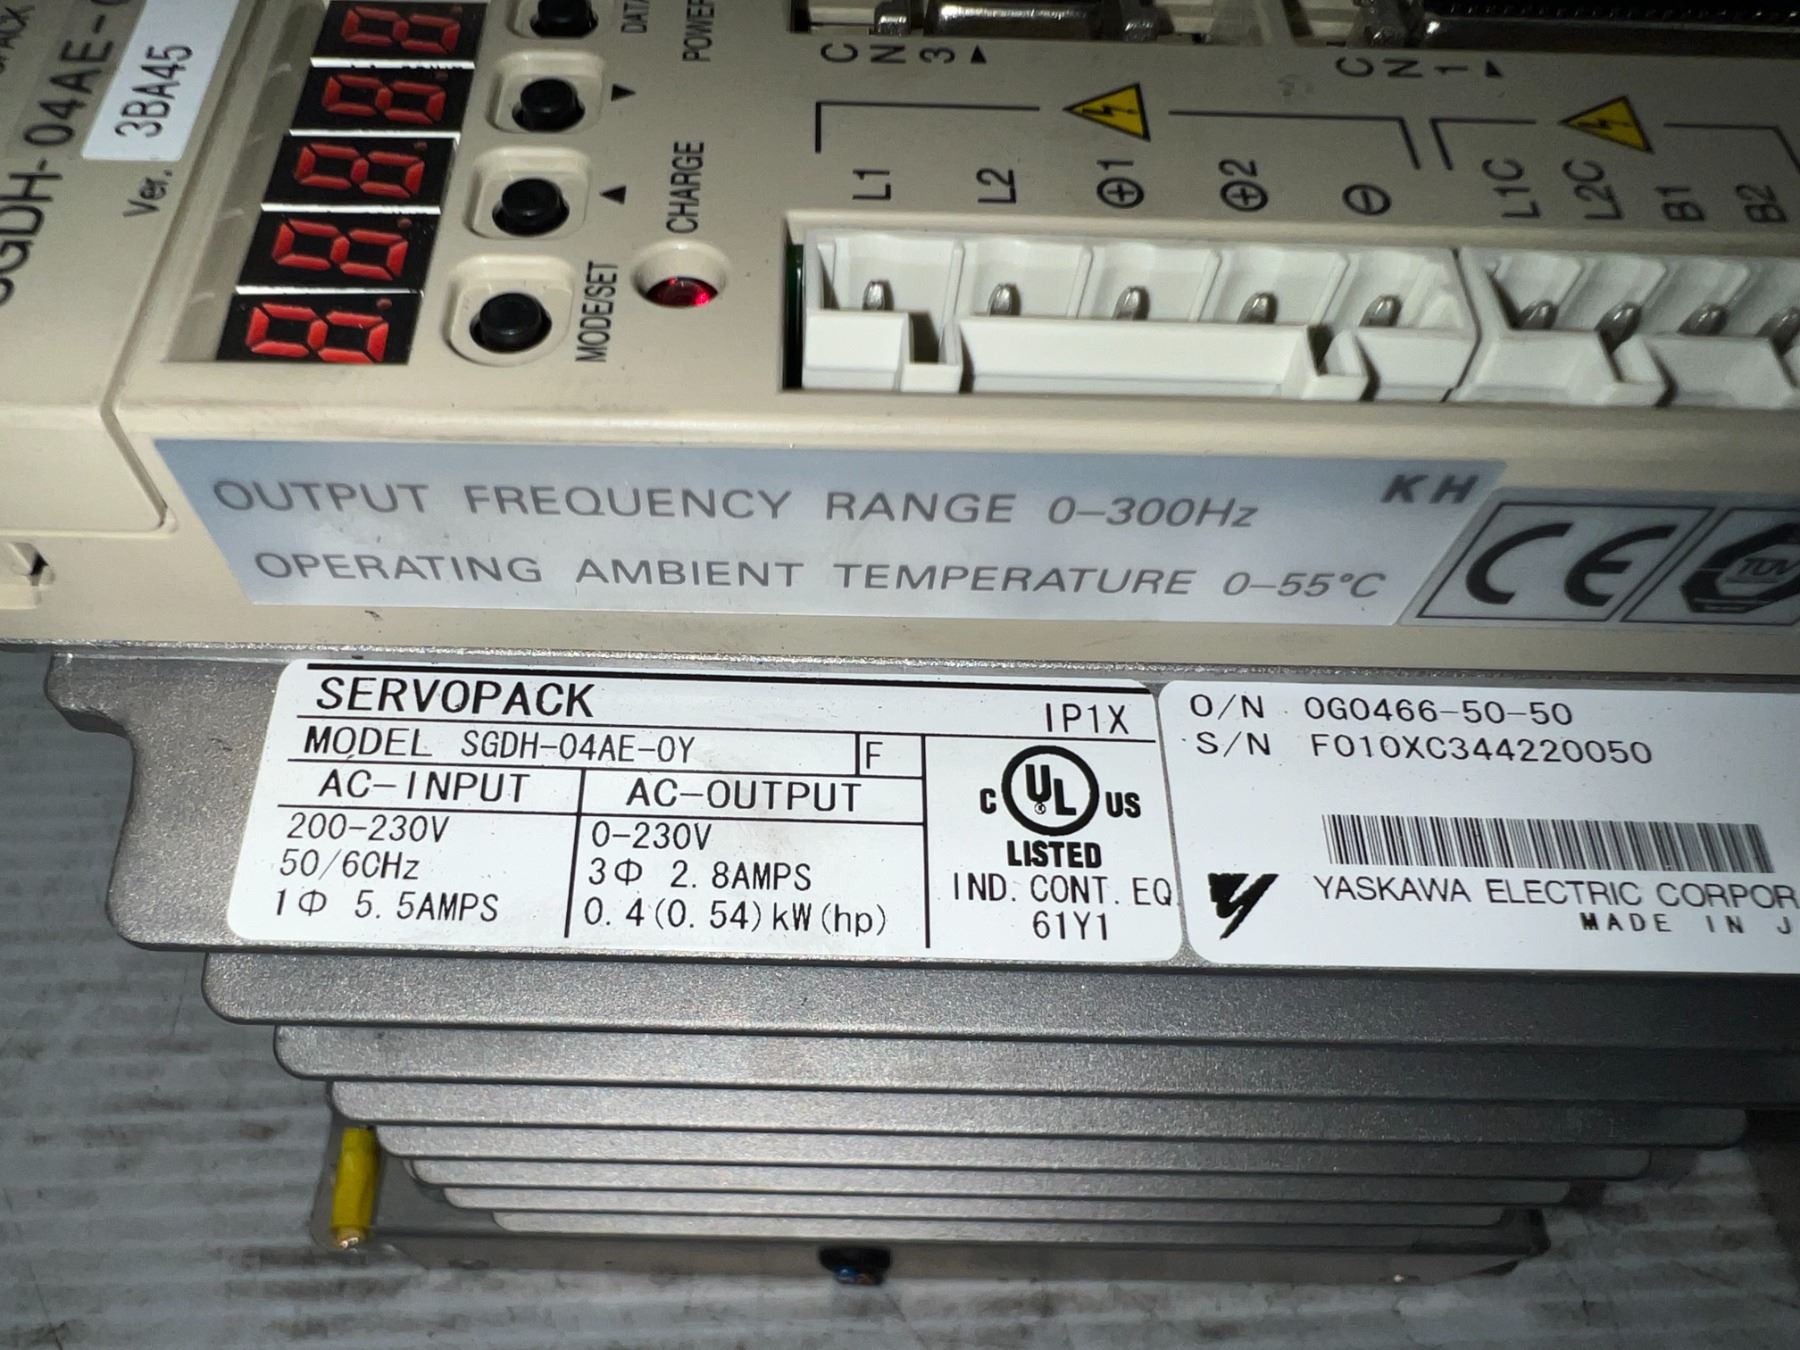 SGDH-04AE-
Ver. 3BA45
DATA
POWER
CHARGE
MODE/SET
CN3
CN1
L1 L2 ⊕1 ⊕2 ⊖ L1C L2C B1 B2
OUTPUT FREQUENCY RANGE 0–300Hz KH
OPERATING AMBIENT TEMPERATURE 0–55°C
CE TÜV
SERVOPACK
IP1X
MODEL SGDH-04AE-0Y F
AC-INPUT
200-230V
50/60Hz
1Φ 5.5AMPS
AC-OUTPUT
0-230V
3Φ 2.8AMPS
0.4(0.54)kW(hp)
C UL US
LISTED
IND. CONT. EQ
61Y1
O/N 0G0466-50-50
S/N F010XC344220050
YASKAWA ELECTRIC CORPOR
MADE IN J